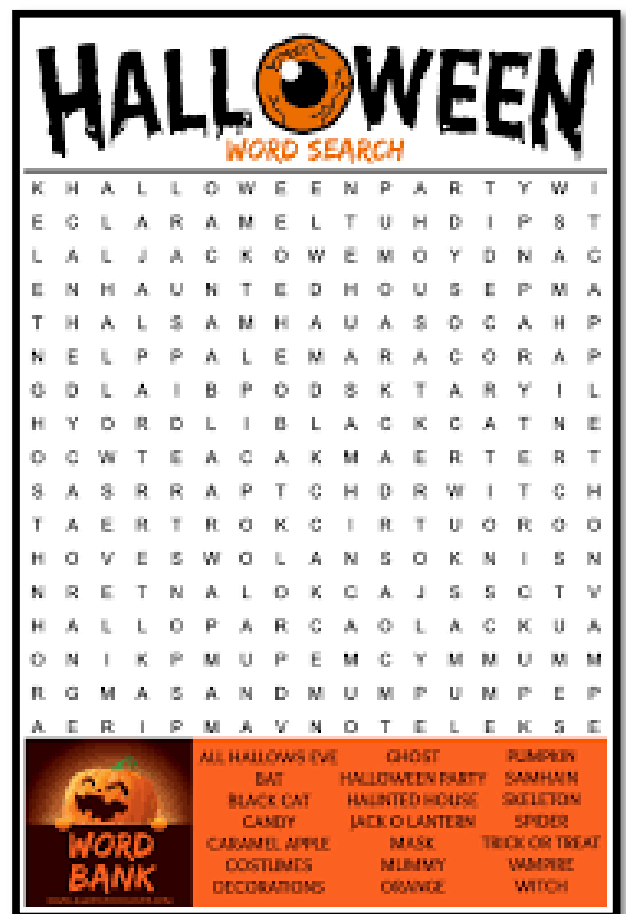 HALLOWEEN
WORD SEARCH
K H A L L O W E E N P A R T Y W I
E C L A R A M E L T U H D I P S T
L A L J A C K O W E M O Y D N A C
E N H A U N T E D H O U S E P M A
T H A L S A M H A U A S O C A H P
N E L P P A L E M A R A C O R A P
G D L A I B P O D S K T A R Y I L
H Y O R D L I B L A C K C A T N E
O C W T E A C A K M A E R T E R T
S A S R R A P T C H D R W I T C H
T A E R T R O K C I R T U O R O O
H O V E S W O L A N S O K N I S N
N R E T N A L O K C A J S S C T V
H A L L O P A R C A O L A C K U A
O N I K P M U P E M C Y M M U M M
R G M A S A N D M U M P U M P E P
A E R I P M A V N O T E L E K S E
ALL HALLOWS EVE GHOST PUMPKIN
BAT HALLOWEEN PARTY SAMHAIN
BLACK CAT HAUNTED HOUSE SKELETON
CANDY JACK O LANTERN SPIDER
CARAMEL APPLE MASK TRICK OR TREAT
COSTUMES MUMMY VAMPIRE
DECORATIONS ORANGE WITCH
WORD
BANK